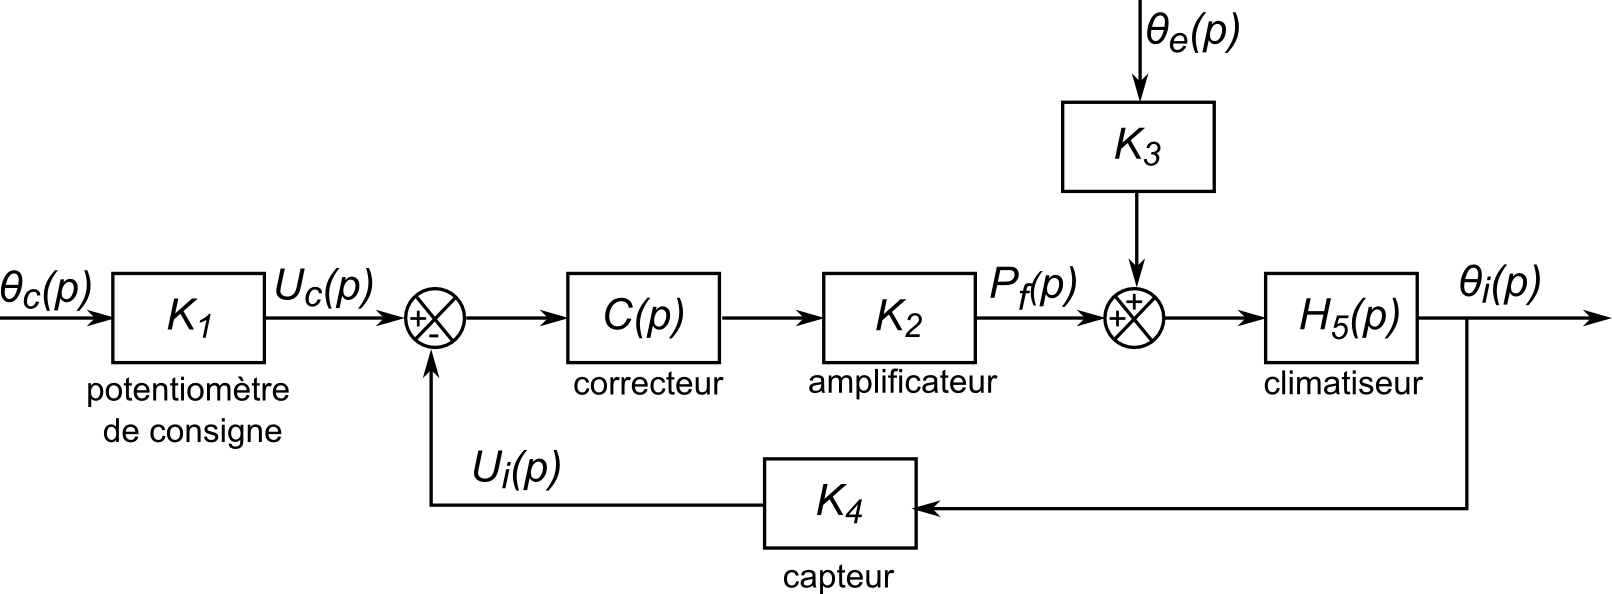 θe(p)
K3
θc(p)
K1
Uc(p)
+
-
C(p)
K2
Pf(p)
+
+
H5(p)
θi(p)
potentiomètre
de consigne
correcteur
amplificateur
climatiseur
Ui(p)
K4
capteur